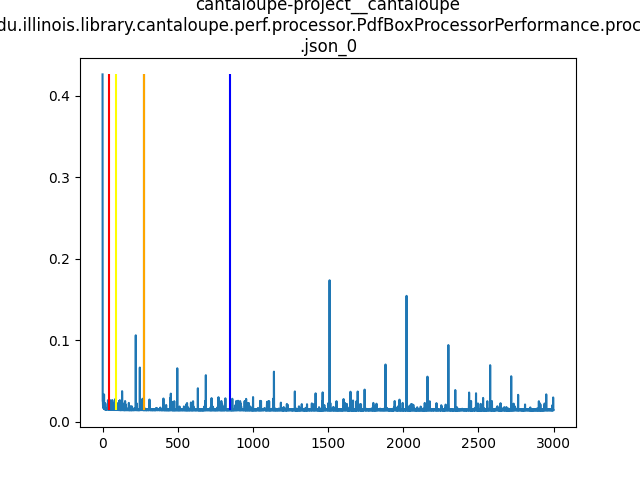 cantaloupe-project__cantaloupe
du.illinois.library.cantaloupe.perf.processor.PdfBoxProcessorPerformance.proc
.json_0
0.4
0.3
0.2
0.1
0.0
0 500 1000 1500 2000 2500 3000